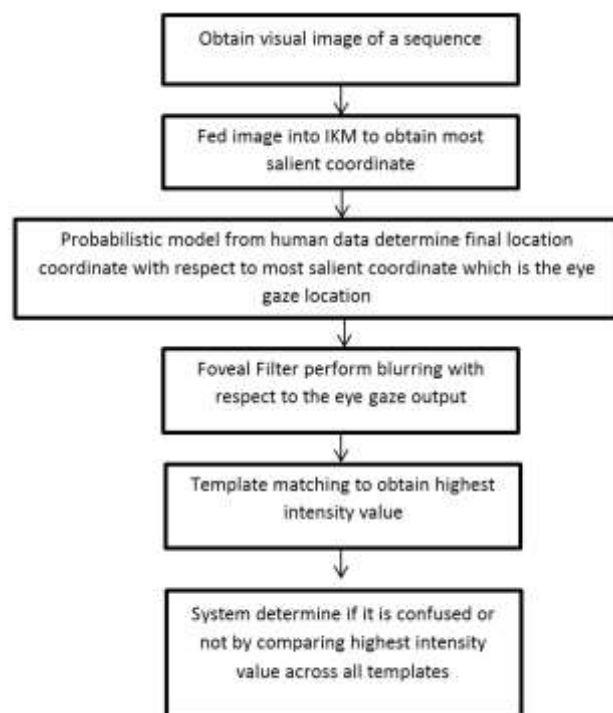 Obtain visual image of a sequence
Fed image into IKM to obtain most
salient coordinate
Probabilistic model from human data determine final location
coordinate with respect to most salient coordinate which is the eye
gaze location
Foveal Filter perform blurring with
respect to the eye gaze output
Template matching to obtain highest
intensity value
System determine if it is confused or
not by comparing highest intensity
value across all templates